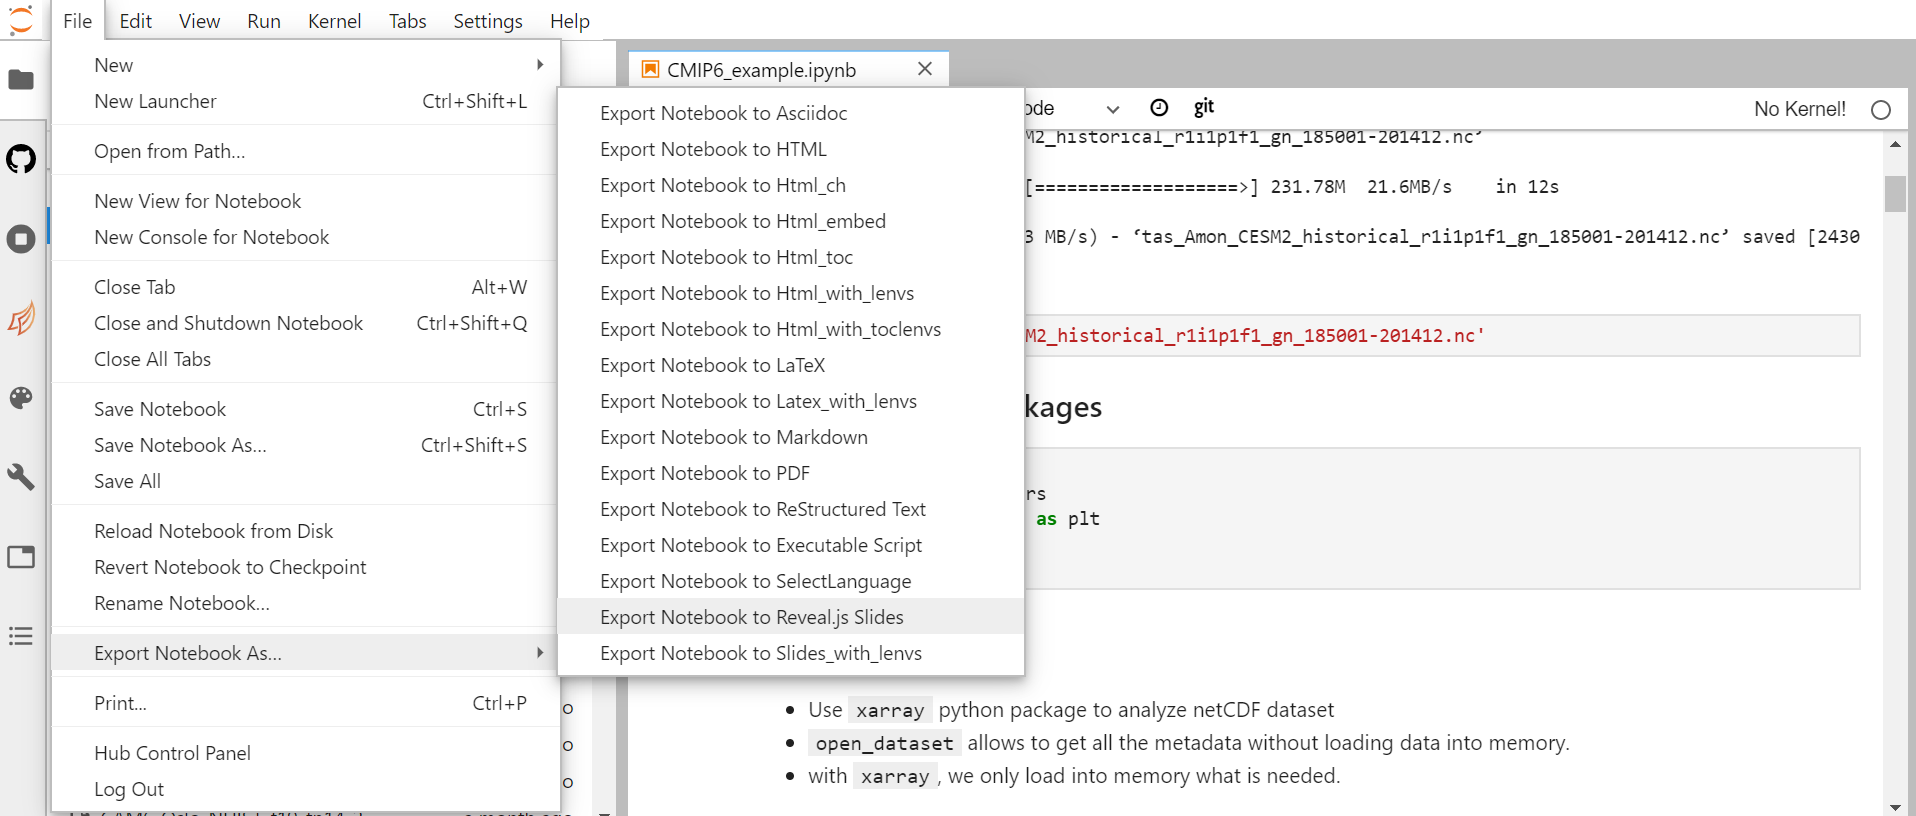 File Edit View Run Kernel Tabs Settings Help
New
New Launcher Ctrl+Shift+L
Open from Path...
New View for Notebook
New Console for Notebook
Close Tab Alt+W
Close and Shutdown Notebook Ctrl+Shift+Q
Close All Tabs
Save Notebook Ctrl+S
Save Notebook As... Ctrl+Shift+S
Save All
Reload Notebook from Disk
Revert Notebook to Checkpoint
Rename Notebook...
Export Notebook As...
Print... Ctrl+P
Hub Control Panel
Log Out
Export Notebook to Asciidoc
Export Notebook to HTML
Export Notebook to Html_ch
Export Notebook to Html_embed
Export Notebook to Html_toc
Export Notebook to Html_with_lenvs
Export Notebook to Html_with_toclenvs
Export Notebook to LaTeX
Export Notebook to Latex_with_lenvs
Export Notebook to Markdown
Export Notebook to PDF
Export Notebook to ReStructured Text
Export Notebook to Executable Script
Export Notebook to SelectLanguage
Export Notebook to Reveal.js Slides
Export Notebook to Slides_with_lenvs
CMIP6_example.ipynb
ode git No Kernel!
M2_historical_r1i1p1f1_gn_185001-201412.nc’
[===================>] 231.78M 21.6MB/s in 12s
3 MB/s) - ‘tas_Amon_CESM2_historical_r1i1p1f1_gn_185001-201412.nc’ saved [2430
M2_historical_r1i1p1f1_gn_185001-201412.nc'
kages
rs
as plt
Use xarray python package to analyze netCDF dataset
open_dataset allows to get all the metadata without loading data into memory.
with xarray, we only load into memory what is needed.